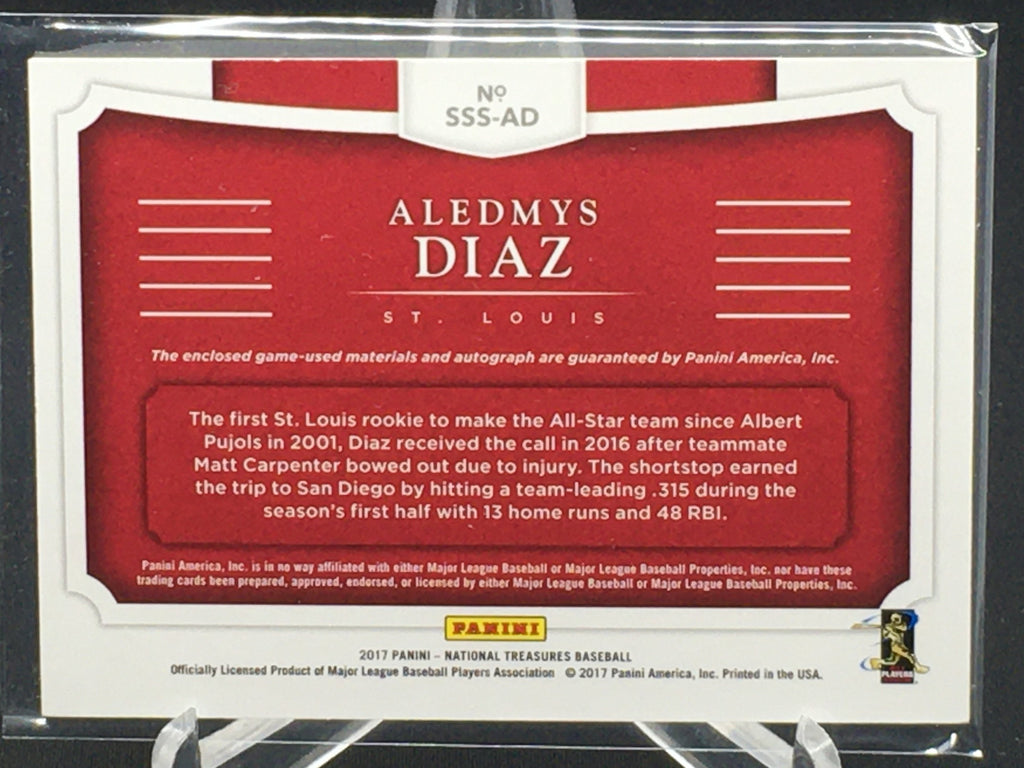 Nº
SSS-AD
ALEDMYS
DIAZ
ST. LOUIS
The enclosed game-used materials and autograph are guaranteed by Panini America, Inc.
The first St. Louis rookie to make the All-Star team since Albert
Pujols in 2001, Diaz received the call in 2016 after teammate
Matt Carpenter bowed out due to injury. The shortstop earned
the trip to San Diego by hitting a team-leading .315 during the
season's first half with 13 home runs and 48 RBI.
Panini America, Inc. is in no way affiliated with either Major League Baseball or Major League Baseball Properties, Inc. nor have these
trading cards been prepared, approved, endorsed, or licensed by either Major League Baseball or Major League Baseball Properties, Inc.
PANINI
2017 PANINI – NATIONAL TREASURES BASEBALL
Officially Licensed Product of Major League Baseball Players Association © 2017 Panini America, Inc. Printed in the USA.
PLAYERS